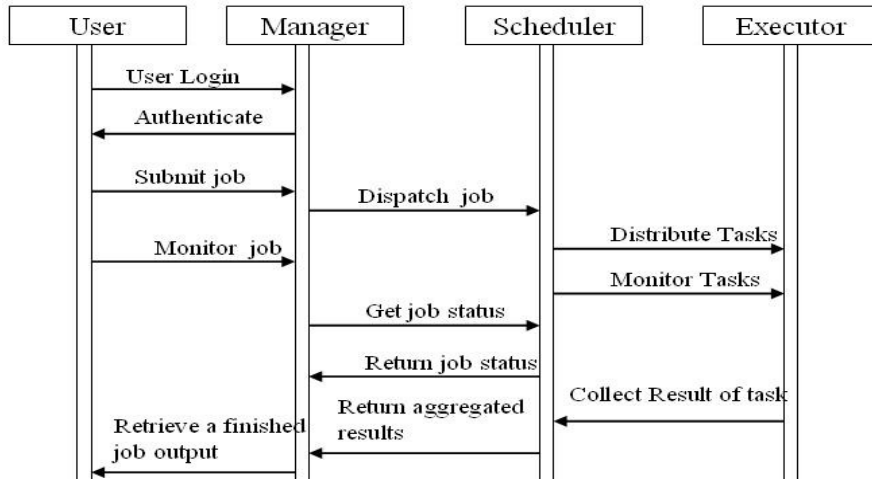 User
Manager
Scheduler
Executor
User Login
Authenticate
Submit job
Dispatch job
Distribute Tasks
Monitor job
Monitor Tasks
Get job status
Return job status
Collect Result of task
Return aggregated
results
Retrieve a finished
job output